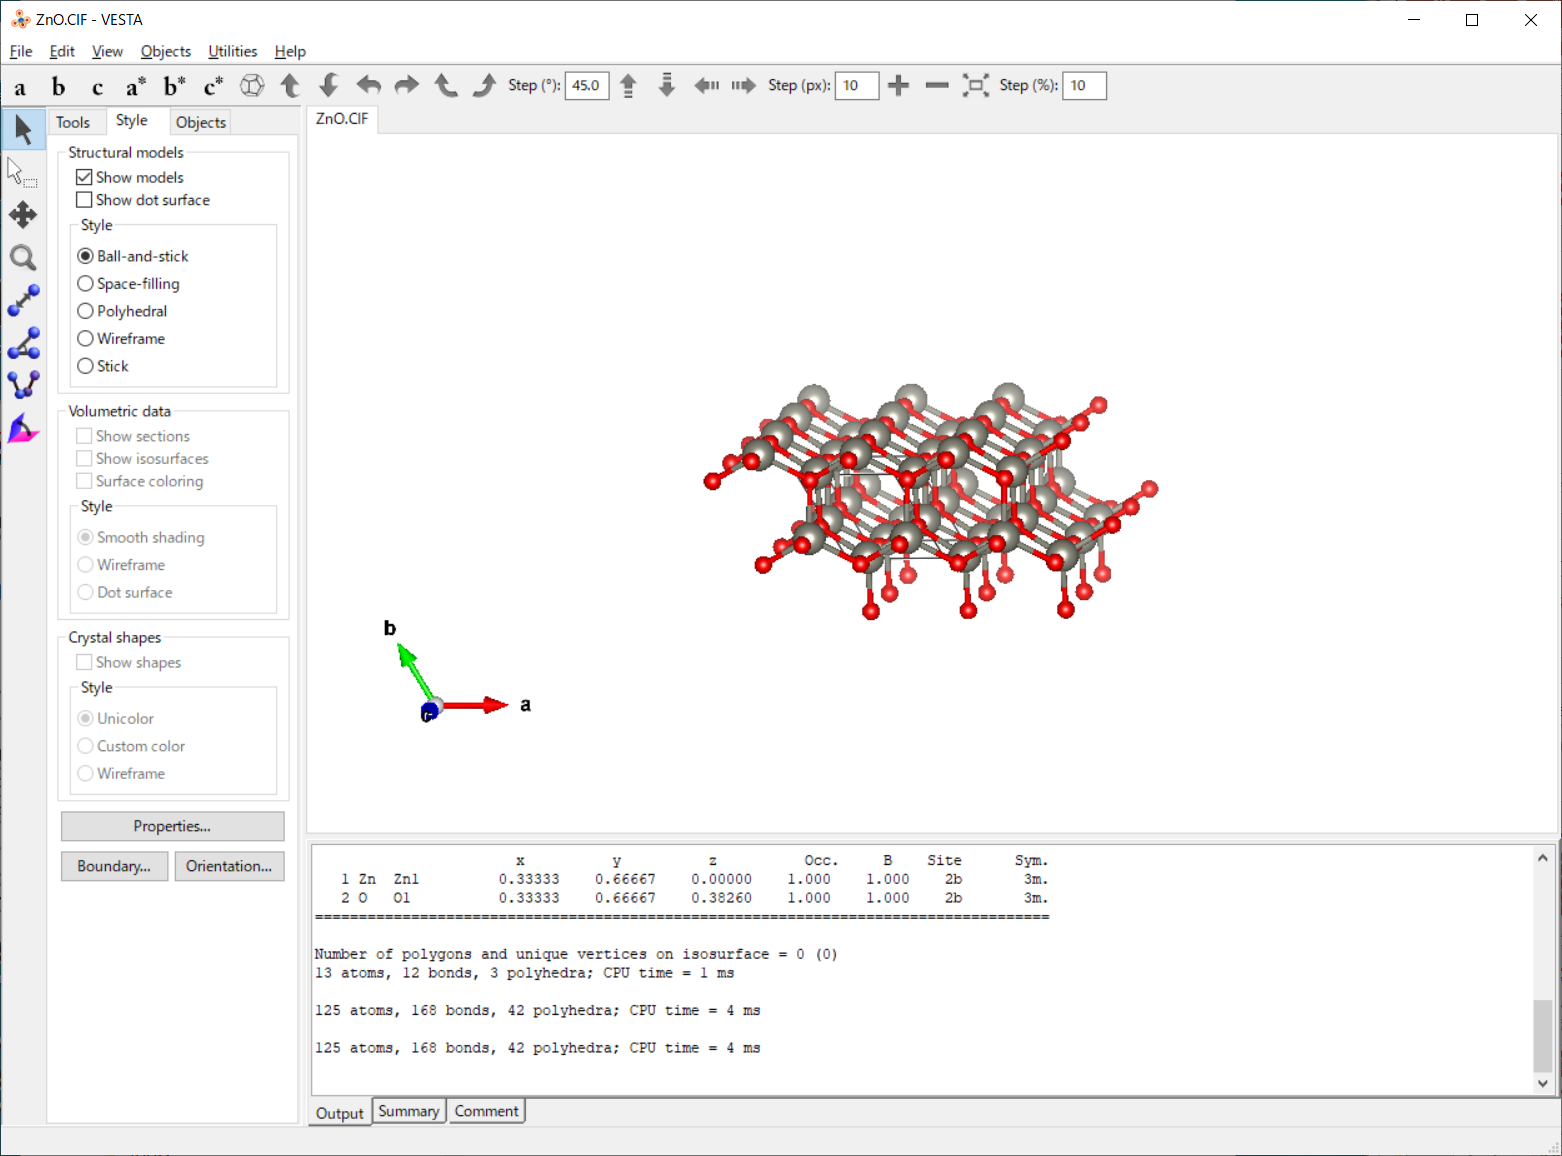 ZnO.CIF - VESTA
File Edit View Objects Utilities Help
a b c a* b* c* Step (°): 45.0 Step (px): 10 Step (%): 10
Tools Style Objects
ZnO.CIF
Structural models
Show models
Show dot surface
Style
Ball-and-stick
Space-filling
Polyhedral
Wireframe
Stick
Volumetric data
Show sections
Show isosurfaces
Surface coloring
Style
Smooth shading
Wireframe
Dot surface
Crystal shapes
Show shapes
Style
Unicolor
Custom color
Wireframe
Properties...
Boundary... Orientation...
b
a
x y z Occ. B Site Sym.
1 Zn Zn1 0.33333 0.66667 0.00000 1.000 1.000 2b 3m.
2 O O1 0.33333 0.66667 0.38260 1.000 1.000 2b 3m.
Number of polygons and unique vertices on isosurface = 0 (0)
13 atoms, 12 bonds, 3 polyhedra; CPU time = 1 ms
125 atoms, 168 bonds, 42 polyhedra; CPU time = 4 ms
125 atoms, 168 bonds, 42 polyhedra; CPU time = 4 ms
Output Summary Comment